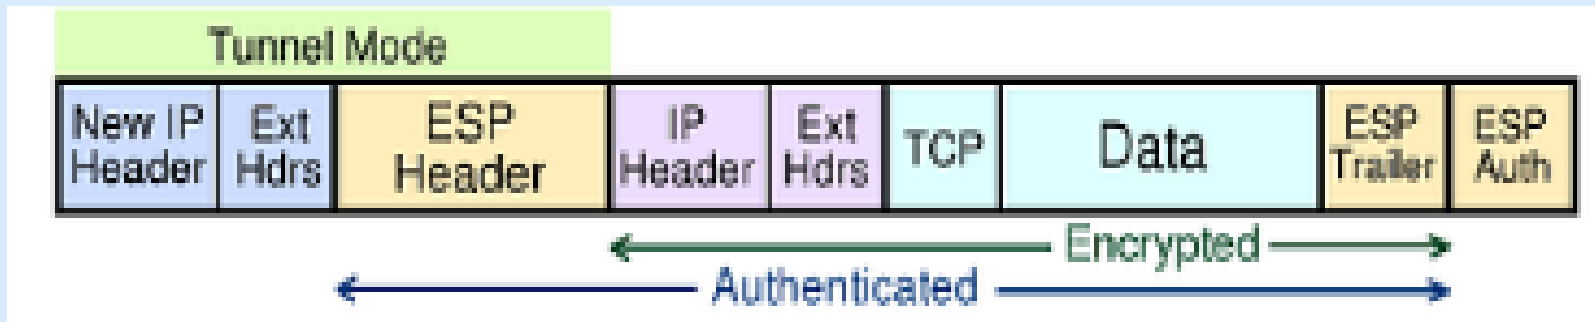 Tunnel Mode
New IP Header
Ext Hdrs
ESP Header
IP Header
Ext Hdrs
TCP
Data
ESP Trailer
ESP Auth
Encrypted
Authenticated